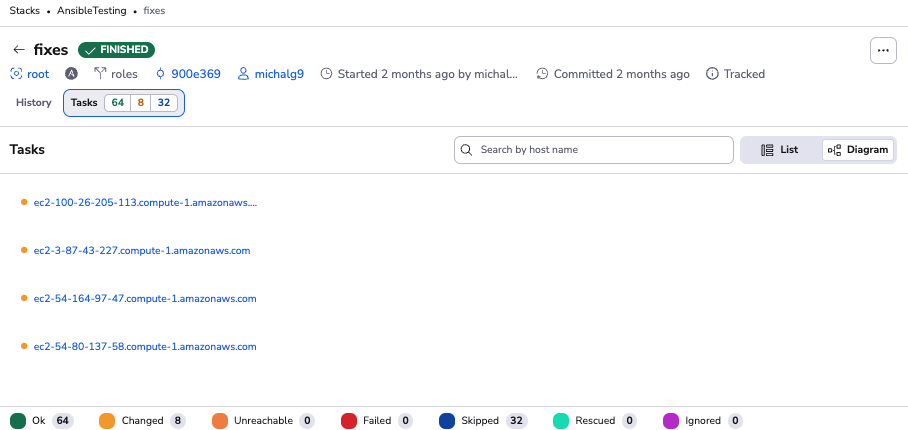 Stacks • AnsibleTesting • fixes
← fixes FINISHED ...
root A roles 900e369 michalg9 Started 2 months ago by michal... Committed 2 months ago Tracked
History Tasks 64 8 32
Tasks Search by host name List Diagram
ec2-100-26-205-113.compute-1.amazonaws....
ec2-3-87-43-227.compute-1.amazonaws.com
ec2-54-164-97-47.compute-1.amazonaws.com
ec2-54-80-137-58.compute-1.amazonaws.com
Ok 64 Changed 8 Unreachable 0 Failed 0 Skipped 32 Rescued 0 Ignored 0